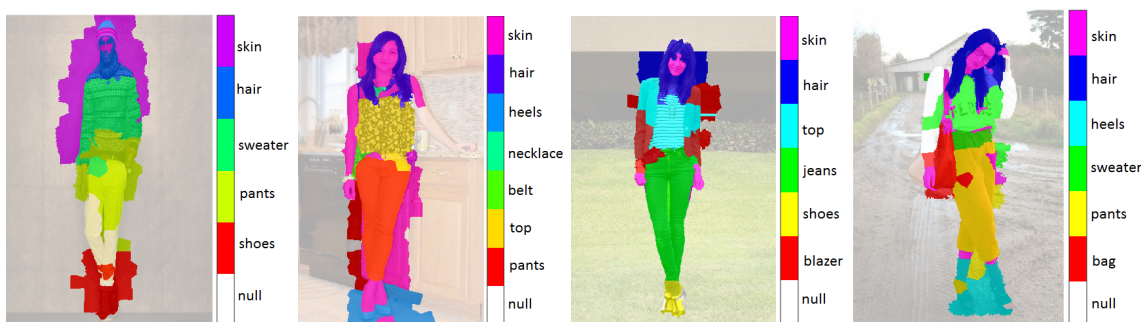 skin
hair
sweater
pants
shoes
null
skin
hair
heels
necklace
belt
top
pants
null
skin
hair
top
jeans
shoes
blazer
null
skin
hair
heels
sweater
pants
bag
null